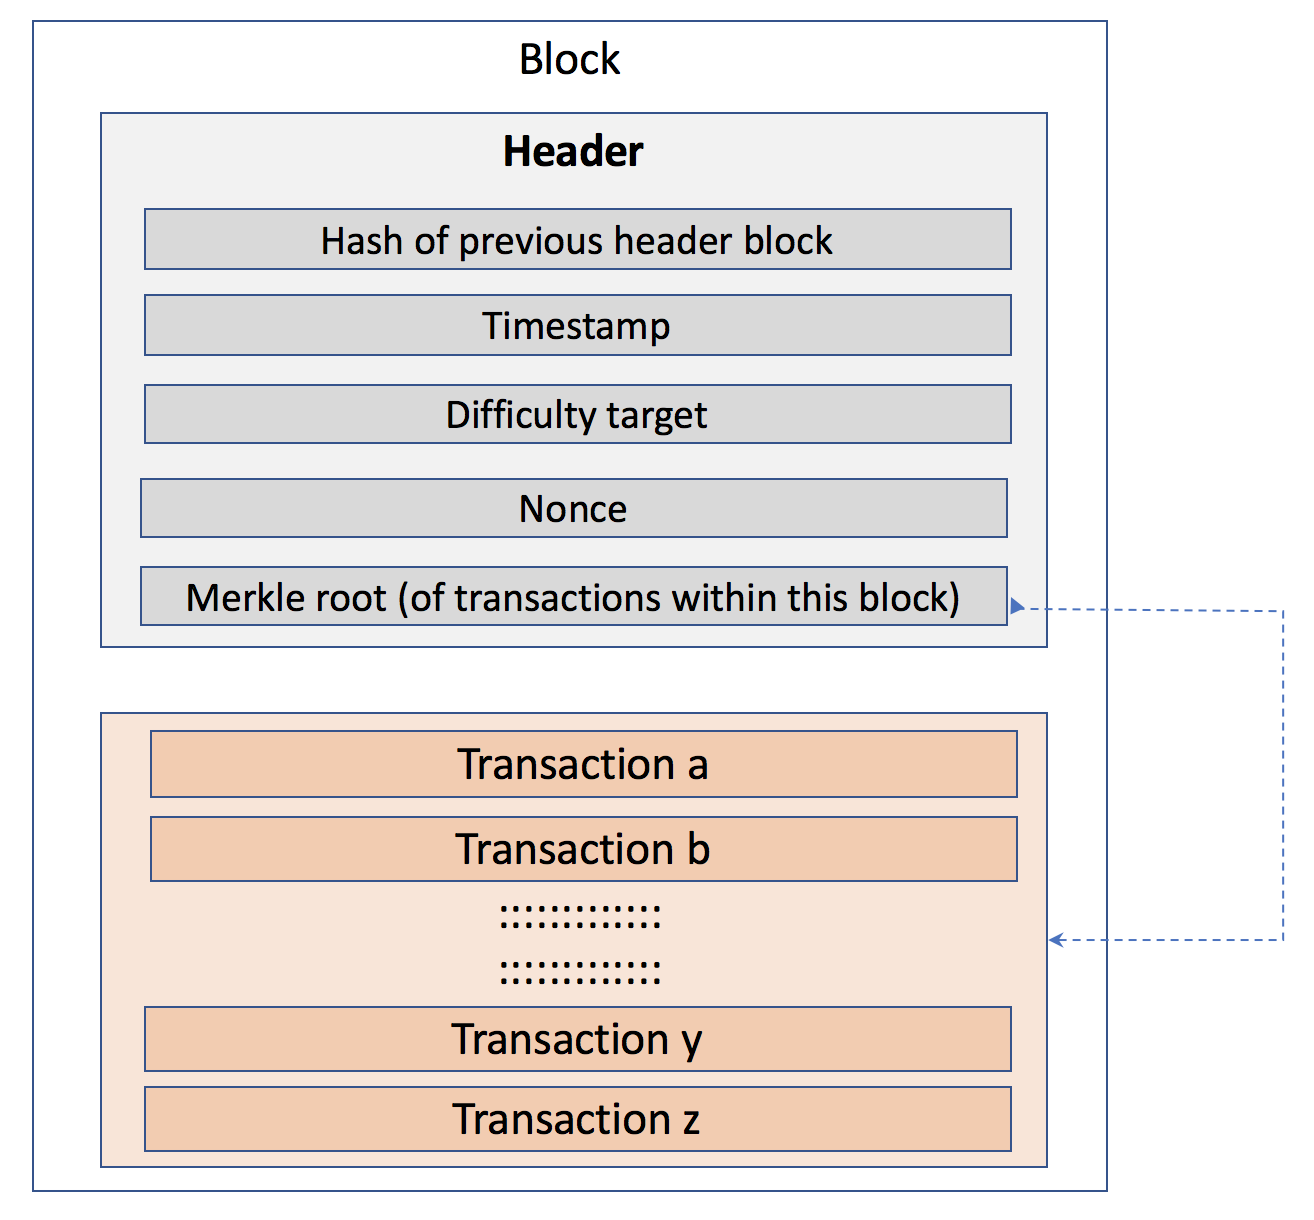 Block
Header
Hash of previous header block
Timestamp
Difficulty target
Nonce
Merkle root (of transactions within this block)
Transaction a
Transaction b
:::::::::::::
:::::::::::::
Transaction y
Transaction z